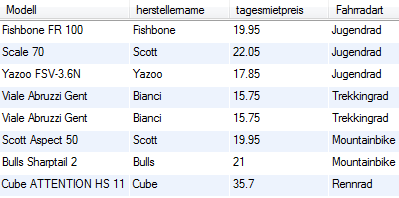 Modell herstellername tagesmietpreis Fahrradart
Fishbone FR 100 Fishbone 19.95 Jugendrad
Scale 70 Scott 22.05 Jugendrad
Yazoo FSV-3.6N Yazoo 17.85 Jugendrad
Viale Abruzzi Gent Bianci 15.75 Trekkingrad
Viale Abruzzi Gent Bianci 15.75 Trekkingrad
Scott Aspect 50 Scott 19.95 Mountainbike
Bulls Sharptail 2 Bulls 21 Mountainbike
Cube ATTENTION HS 11 Cube 35.7 Rennrad